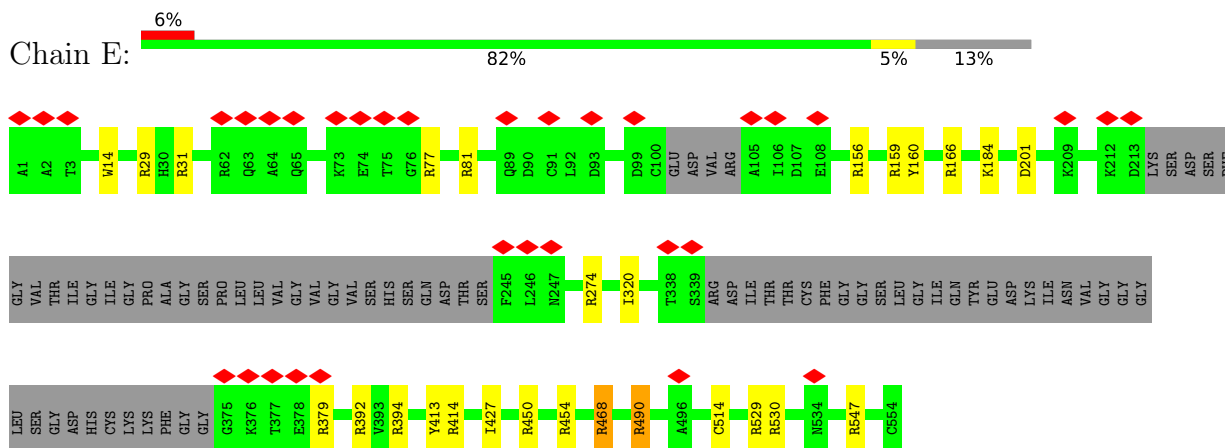 6%
Chain E:
82% 5% 13%
A1 A2 T3 W14 R29 H30 R31 R62 Q63 A64 Q65 K73 E74 T75 G76 R77 R81 Q89 D90 C91 L92 D93 D99 C100 GLU ASP VAL ARG A105 I106 D107 E108 R156 R159 Y160 R166 K184 D201 K209 K212 D213 LYS SER ASP SER
GLY VAL THR ILE GLY ILE GLY PRO ALA GLY SER PRO LEU LEU VAL GLY VAL GLY VAL SER HIS SER GLN ASP THR SER F245 L246 N247 R274 I320 T338 S339 ARG ASP ILE THR THR CYS PHE GLY GLY SER LEU GLY ILE GLN TYR GLU ASP LYS ILE ASN VAL GLY GLY GLY
LEU SER GLY ASP HIS CYS LYS LYS PHE GLY GLY G375 K376 T377 E378 R379 R392 V393 R394 Y413 R414 I427 R450 R454 R468 R490 A496 C514 R529 R530 N534 R547 C554